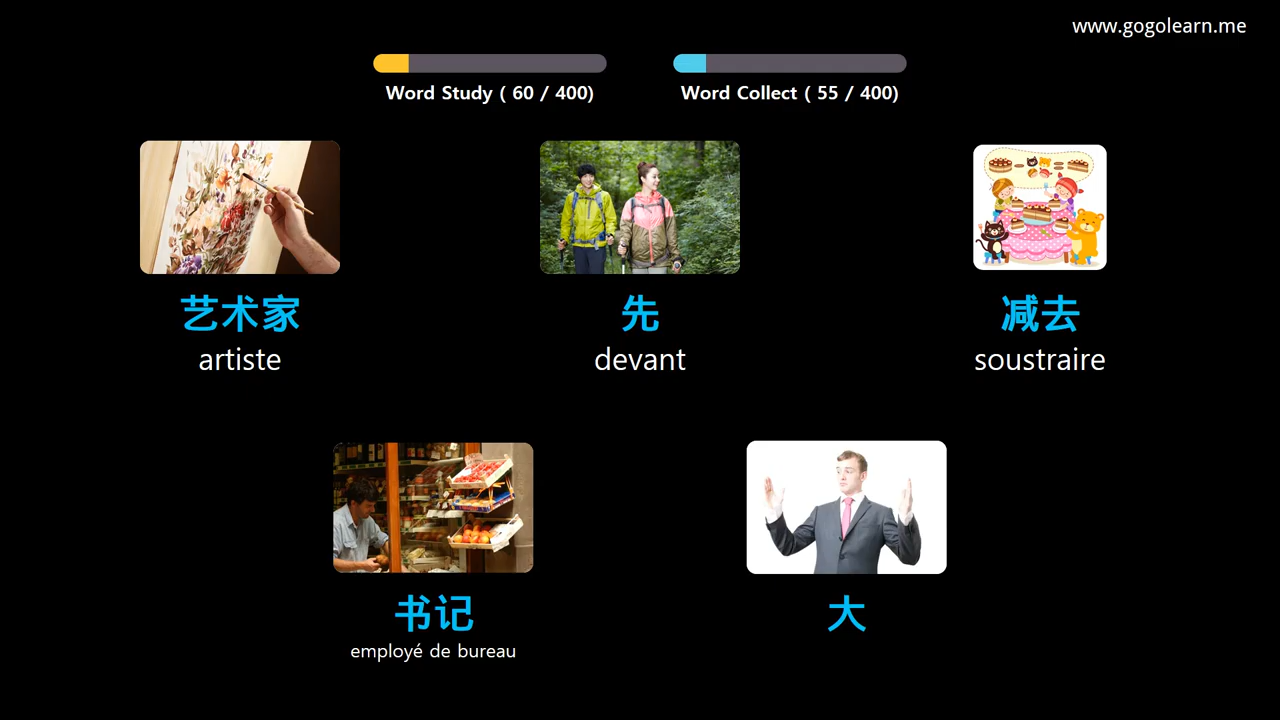 www.gogolearn.me
Word Study ( 60 / 400)
Word Collect ( 55 / 400)
艺术家
artiste
先
devant
减去
soustraire
书记
employé de bureau
大